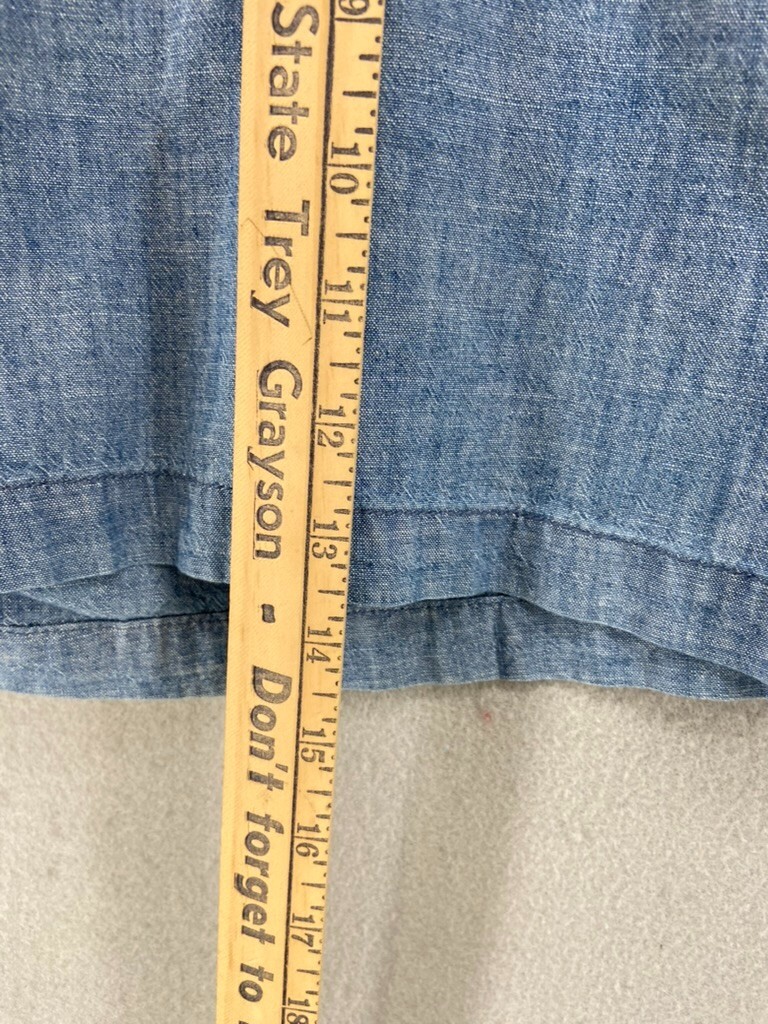 State Trey Grayson - Don't forget to
9 10 11 12 13 14 15 16 17 18